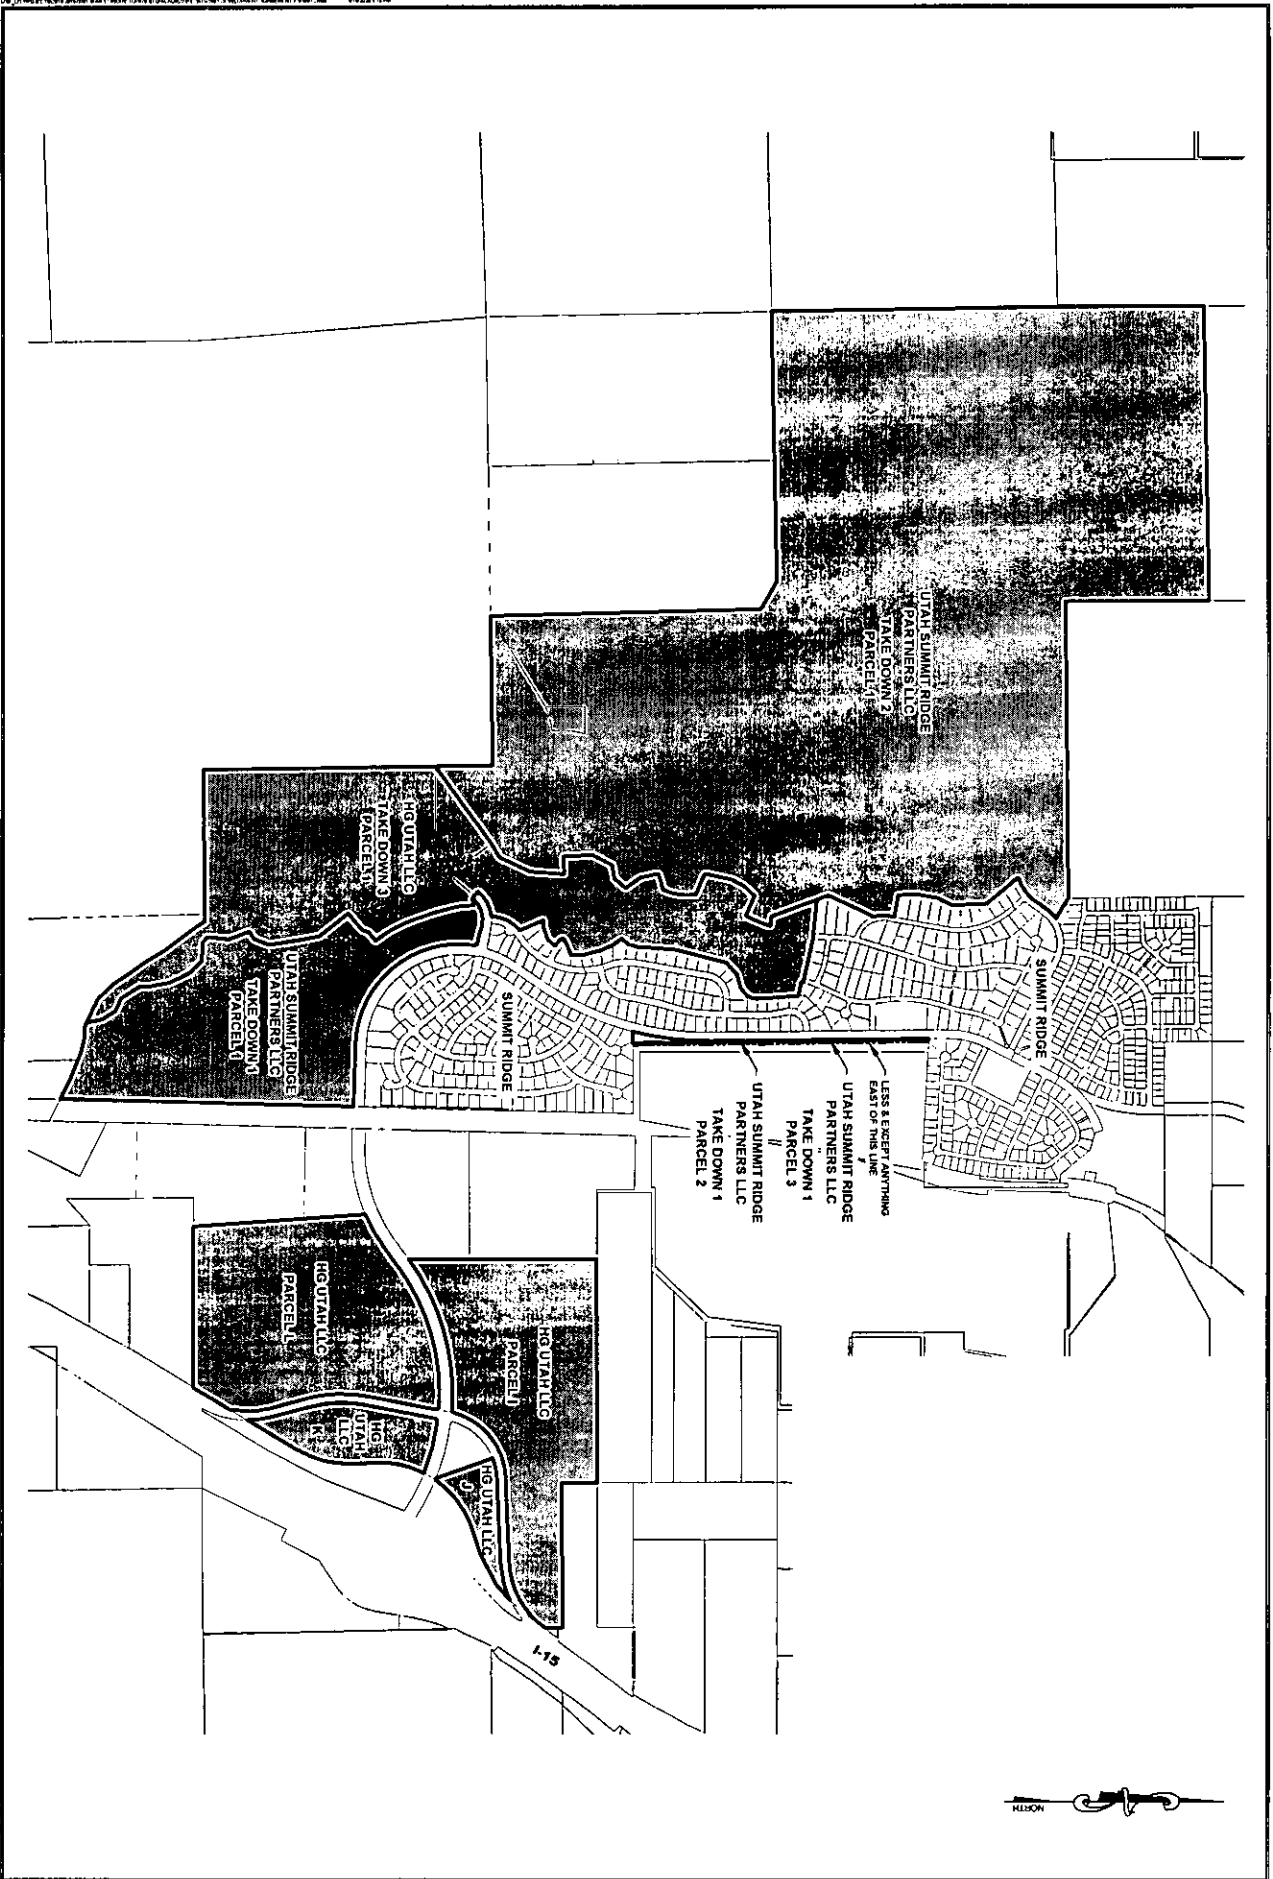 UTAH SUMMIT RIDGE
PARTNERS LLC
TAKE DOWN 2
PARCEL 1
SUMMIT RIDGE
LESS & EXCEPT ANYTHING
EAST OF THIS LINE
UTAH SUMMIT RIDGE
PARTNERS LLC
TAKE DOWN 1
PARCEL 3
UTAH SUMMIT RIDGE
PARTNERS LLC
TAKE DOWN 1
PARCEL 2
HG UTAH LLC
TAKE DOWN 3
PARCEL 1
SUMMIT RIDGE
UTAH SUMMIT RIDGE
PARTNERS LLC
TAKE DOWN 1
PARCEL 1
HG UTAH LLC
PARCEL I
HG UTAH LLC
PARCEL L
HG
UTAH
LLC
K
HG UTAH LLC
J
I-15
NORTH